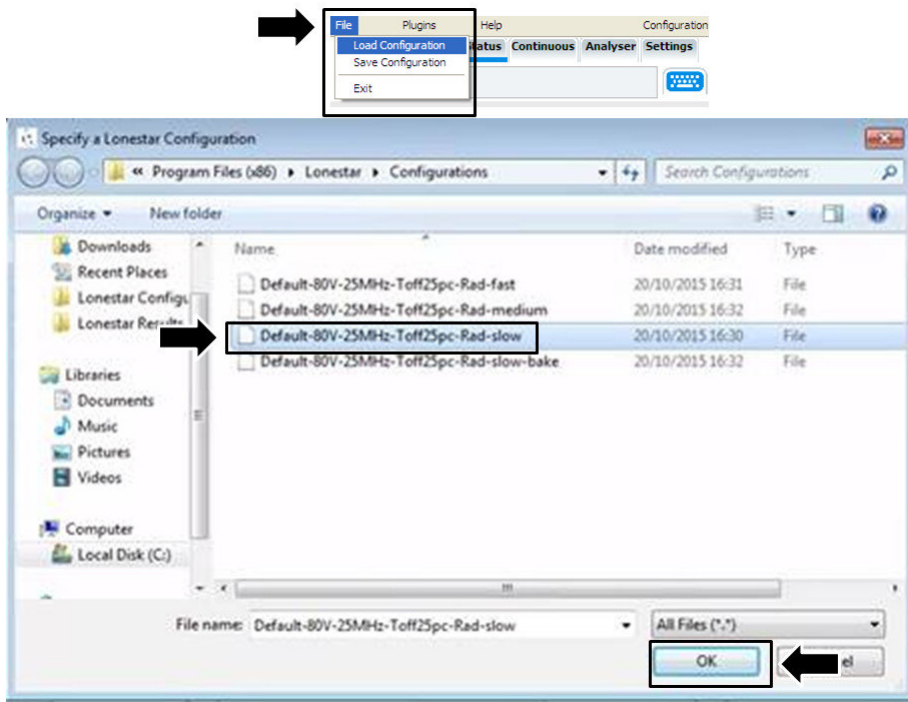 File Plugins Help Configuration
Load Configuration
Save Configuration
Exit
Continuous Analyser Settings
Specify a Lonestar Configuration
« Program Files (x86) Lonestar Configurations Search Configurations
Organize New folder
Name Date modified Type
Downloads
Recent Places
Lonestar
Lonestar
Libraries
Documents
Music
Pictures
Videos
Computer
Local Disk (C:)
Default-80V-25MHz-Toff25pc-Rad-fast 20/10/2015 16:31 File
Default-80V-25MHz-Toff25pc-Rad-medium 20/10/2015 16:32 File
Default-80V-25MHz-Toff25pc-Rad-slow 20/10/2015 16:30 File
Default-80V-25MHz-Toff25pc-Rad-slow-bake 20/10/2015 16:32 File
File name: Default-80V-25MHz-Toff25pc-Rad-slow All Files (*.*)
OK